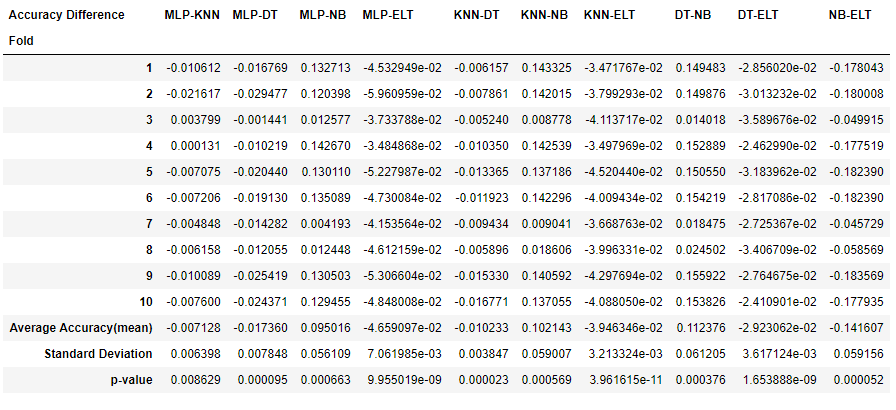 Accuracy Difference MLP-KNN MLP-DT MLP-NB MLP-ELT KNN-DT KNN-NB KNN-ELT DT-NB DT-ELT NB-ELT
Fold
1 -0.010612 -0.016769 0.132713 -4.532949e-02 -0.006157 0.143325 -3.471767e-02 0.149483 -2.856020e-02 -0.178043
2 -0.021617 -0.029477 0.120398 -5.960959e-02 -0.007861 0.142015 -3.799293e-02 0.149876 -3.013232e-02 -0.180008
3 0.003799 -0.001441 0.012577 -3.733788e-02 -0.005240 0.008778 -4.113717e-02 0.014018 -3.589676e-02 -0.049915
4 0.000131 -0.010219 0.142670 -3.484868e-02 -0.010350 0.142539 -3.497969e-02 0.152889 -2.462990e-02 -0.177519
5 -0.007075 -0.020440 0.130110 -5.227987e-02 -0.013365 0.137186 -4.520440e-02 0.150550 -3.183962e-02 -0.182390
6 -0.007206 -0.019130 0.135089 -4.730084e-02 -0.011923 0.142296 -4.009434e-02 0.154219 -2.817086e-02 -0.182390
7 -0.004848 -0.014282 0.004193 -4.153564e-02 -0.009434 0.009041 -3.668763e-02 0.018475 -2.725367e-02 -0.045729
8 -0.006158 -0.012055 0.012448 -4.612159e-02 -0.005896 0.018606 -3.996331e-02 0.024502 -3.406709e-02 -0.058569
9 -0.010089 -0.025419 0.130503 -5.306604e-02 -0.015330 0.140592 -4.297694e-02 0.155922 -2.764675e-02 -0.183569
10 -0.007600 -0.024371 0.129455 -4.848008e-02 -0.016771 0.137055 -4.088050e-02 0.153826 -2.410901e-02 -0.177935
Average Accuracy(mean) -0.007128 -0.017360 0.095016 -4.659097e-02 -0.010233 0.102143 -3.946346e-02 0.112376 -2.923062e-02 -0.141607
Standard Deviation 0.006398 0.007848 0.056109 7.061985e-03 0.003847 0.059007 3.213324e-03 0.061205 3.617124e-03 0.059156
p-value 0.008629 0.000095 0.000663 9.955019e-09 0.000023 0.000569 3.961615e-11 0.000376 1.653888e-09 0.000052